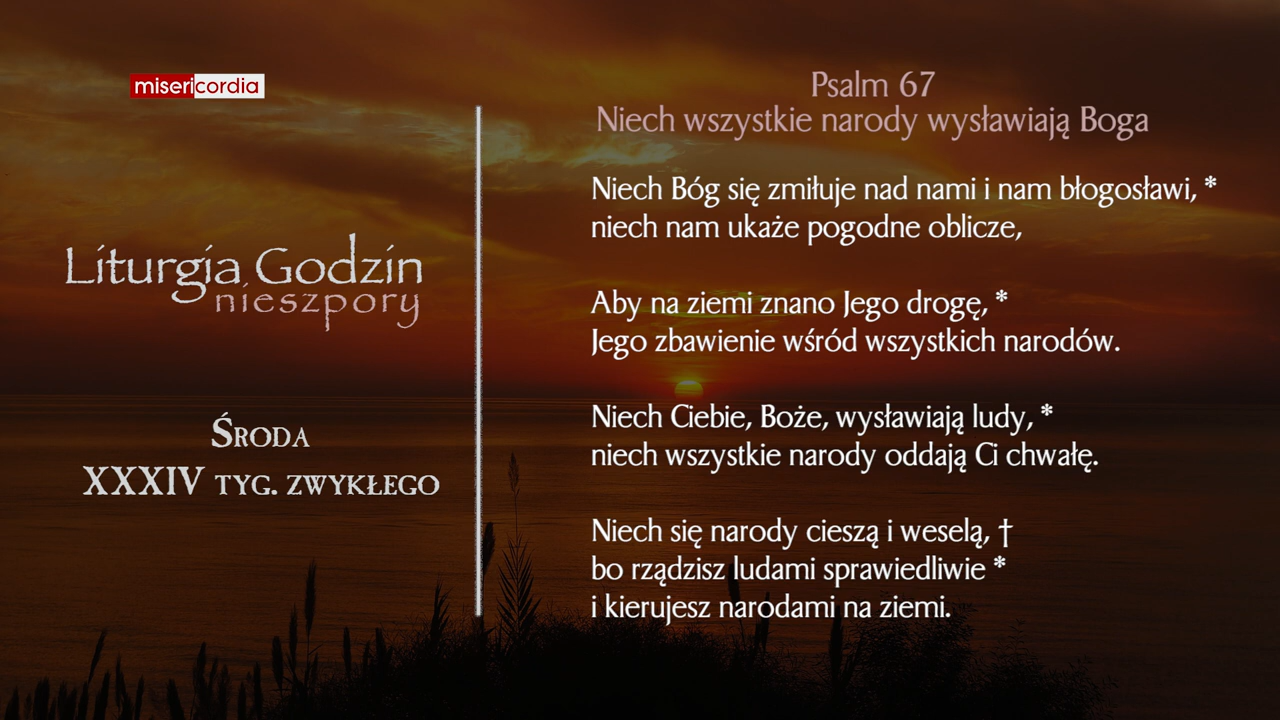 misericordia
Liturgia Godzin
nieszpory
Środa
XXXIV tyg. zwykłego
Psalm 67
Niech wszystkie narody wysławiają Boga
Niech Bóg się zmiłuje nad nami i nam błogosławi, *
niech nam ukaże pogodne oblicze,
Aby na ziemi znano Jego drogę, *
Jego zbawienie wśród wszystkich narodów.
Niech Ciebie, Boże, wysławiają ludy, *
niech wszystkie narody oddają Ci chwałę.
Niech się narody cieszą i weselą, †
bo rządzisz ludami sprawiedliwie *
i kierujesz narodami na ziemi.